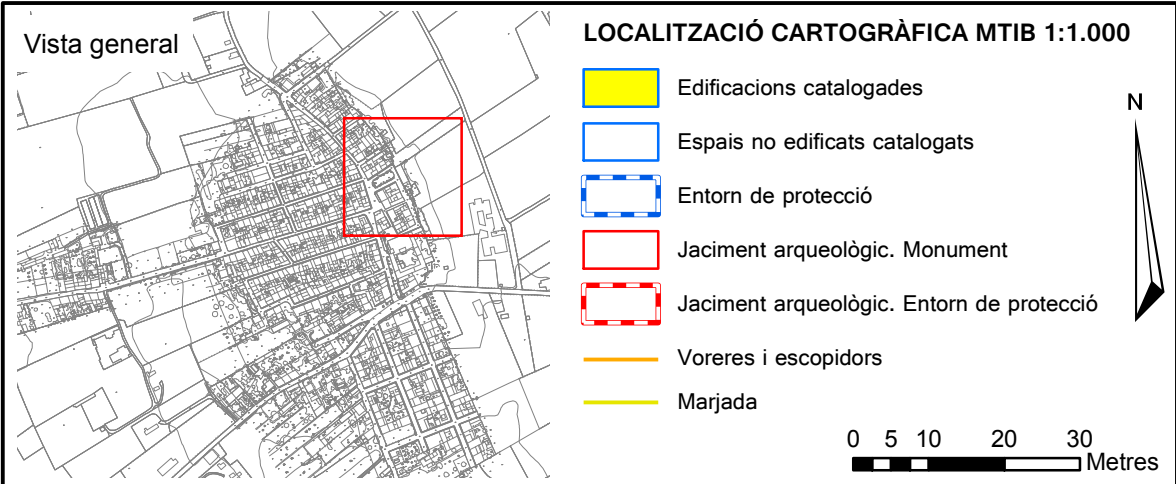 Vista general
LOCALITZACIÓ CARTOGRÀFICA MTIB 1:1.000
Edificacions catalogades
Espais no edificats catalogats
Entorn de protecció
Jaciment arqueològic. Monument
Jaciment arqueològic. Entorn de protecció
Voreres i escopidors
Marjada
N
0 5 10 20 30
Metres